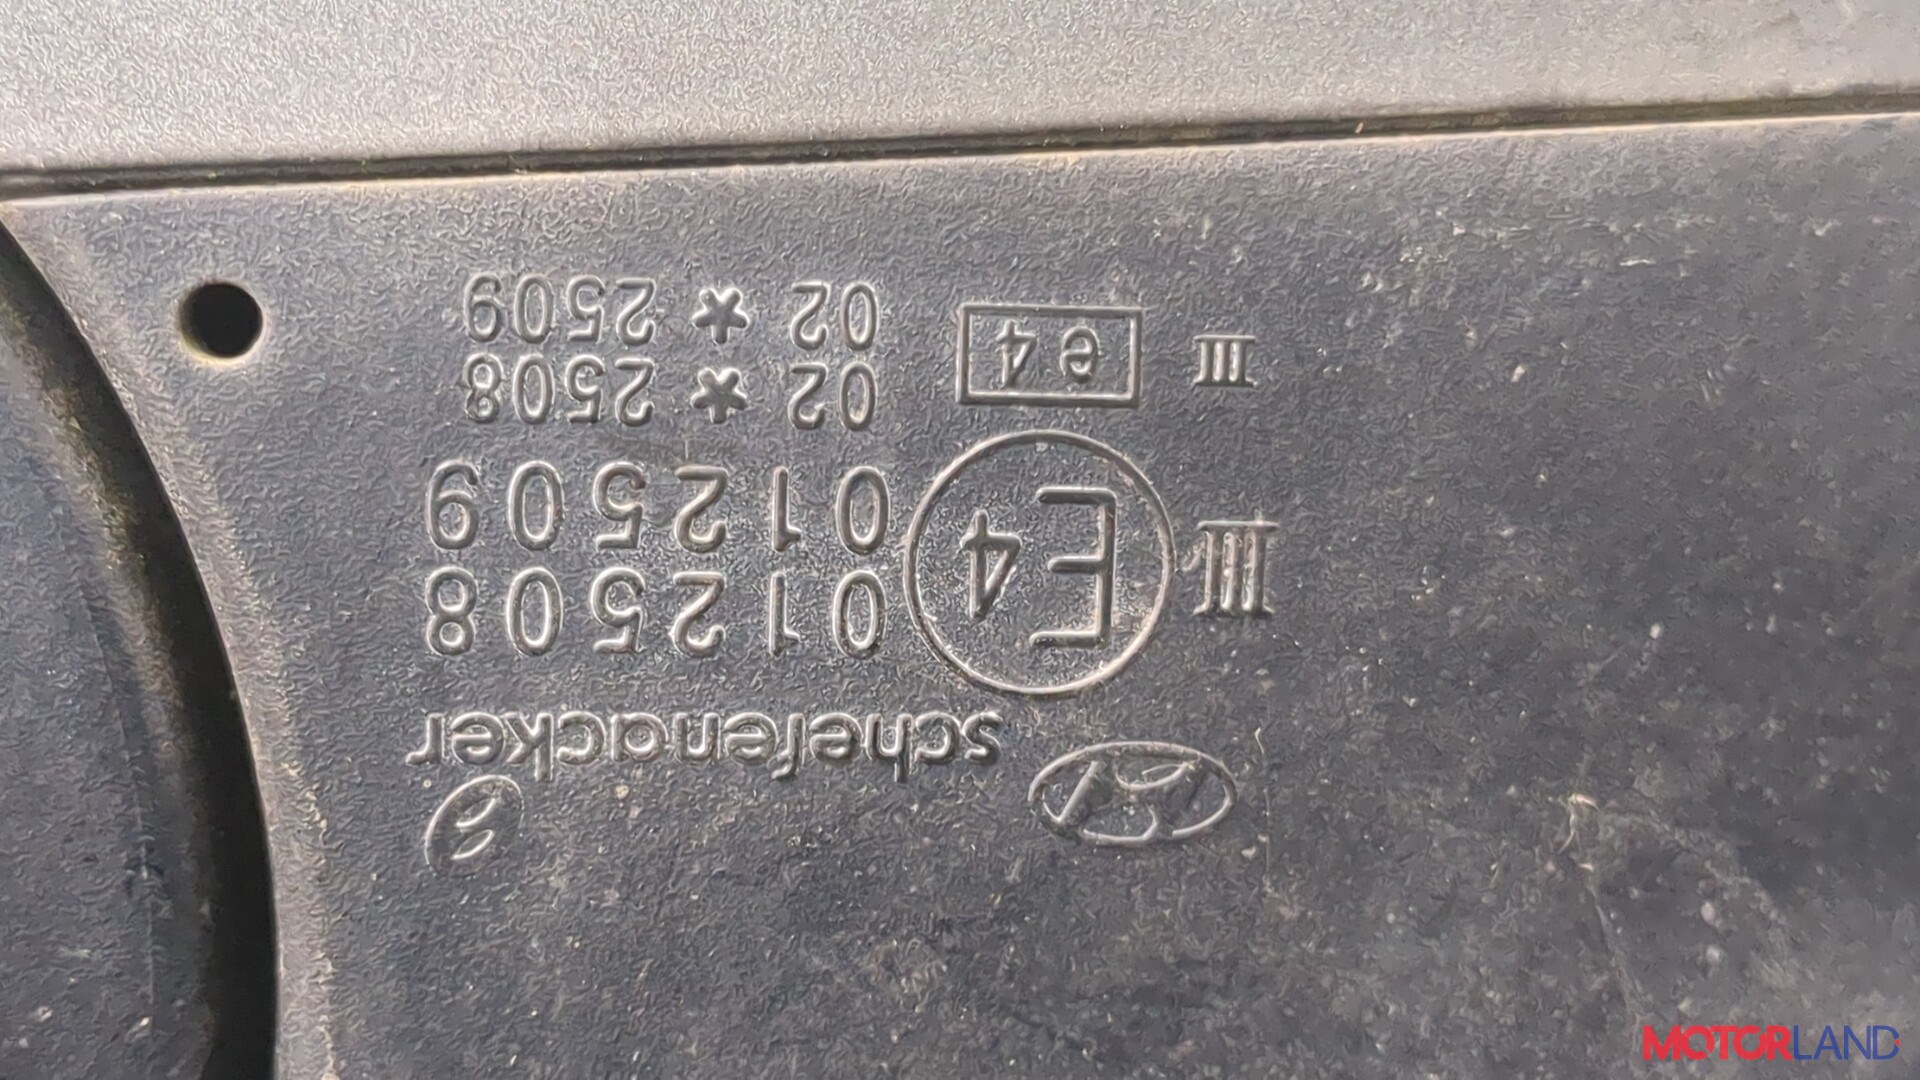 schefenacker
III E4 012508
012509
III e4 02 * 2508
02 * 2509
MOTORLAND